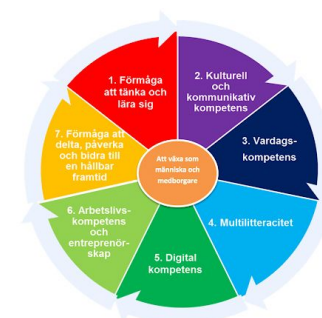 1. Förmåga
att tänka och
lära sig
2. Kulturell
och
kommunikativ
kompetens
3. Vardags-
kompetens
4. Multilitteracitet
5. Digital
kompetens
6. Arbetslivs-
kompetens
och
entreprenör-
skap
7. Förmåga att
delta, påverka
och bidra till
en hållbar
framtid
Att växa som
människa och
medborgare